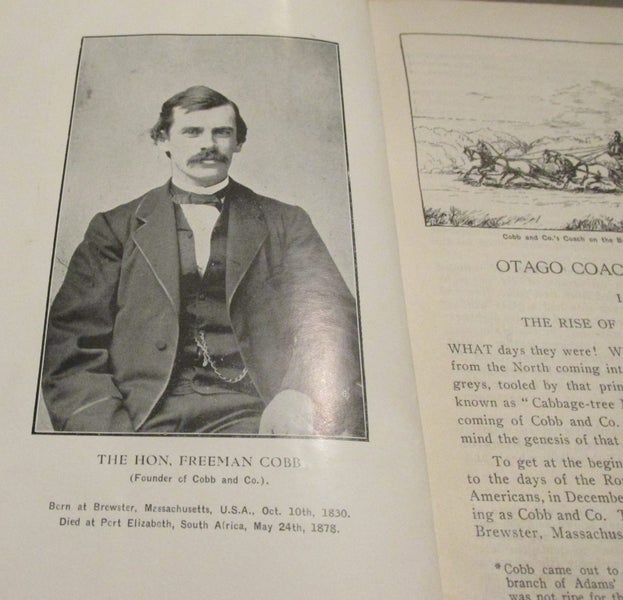 THE HON. FREEMAN COBB
(Founder of Cobb and Co.).
Born at Brewster, Massachusetts, U.S.A., Oct. 10th, 1830.
Died at Port Elizabeth, South Africa, May 24th, 1878.
Cobb and Co.'s Coach on the
OTAGO COAC
THE RISE OF
WHAT days they were! W
from the North coming int
greys, tooled by that prin
known as " Cabbage-tree
coming of Cobb and Co.
mind the genesis of that
To get at the begin
to the days of the Ro
Americans, in December
ing as Cobb and Co. T
Brewster, Massachus
*Cobb came out to
branch of Adams'
was not ripe for th